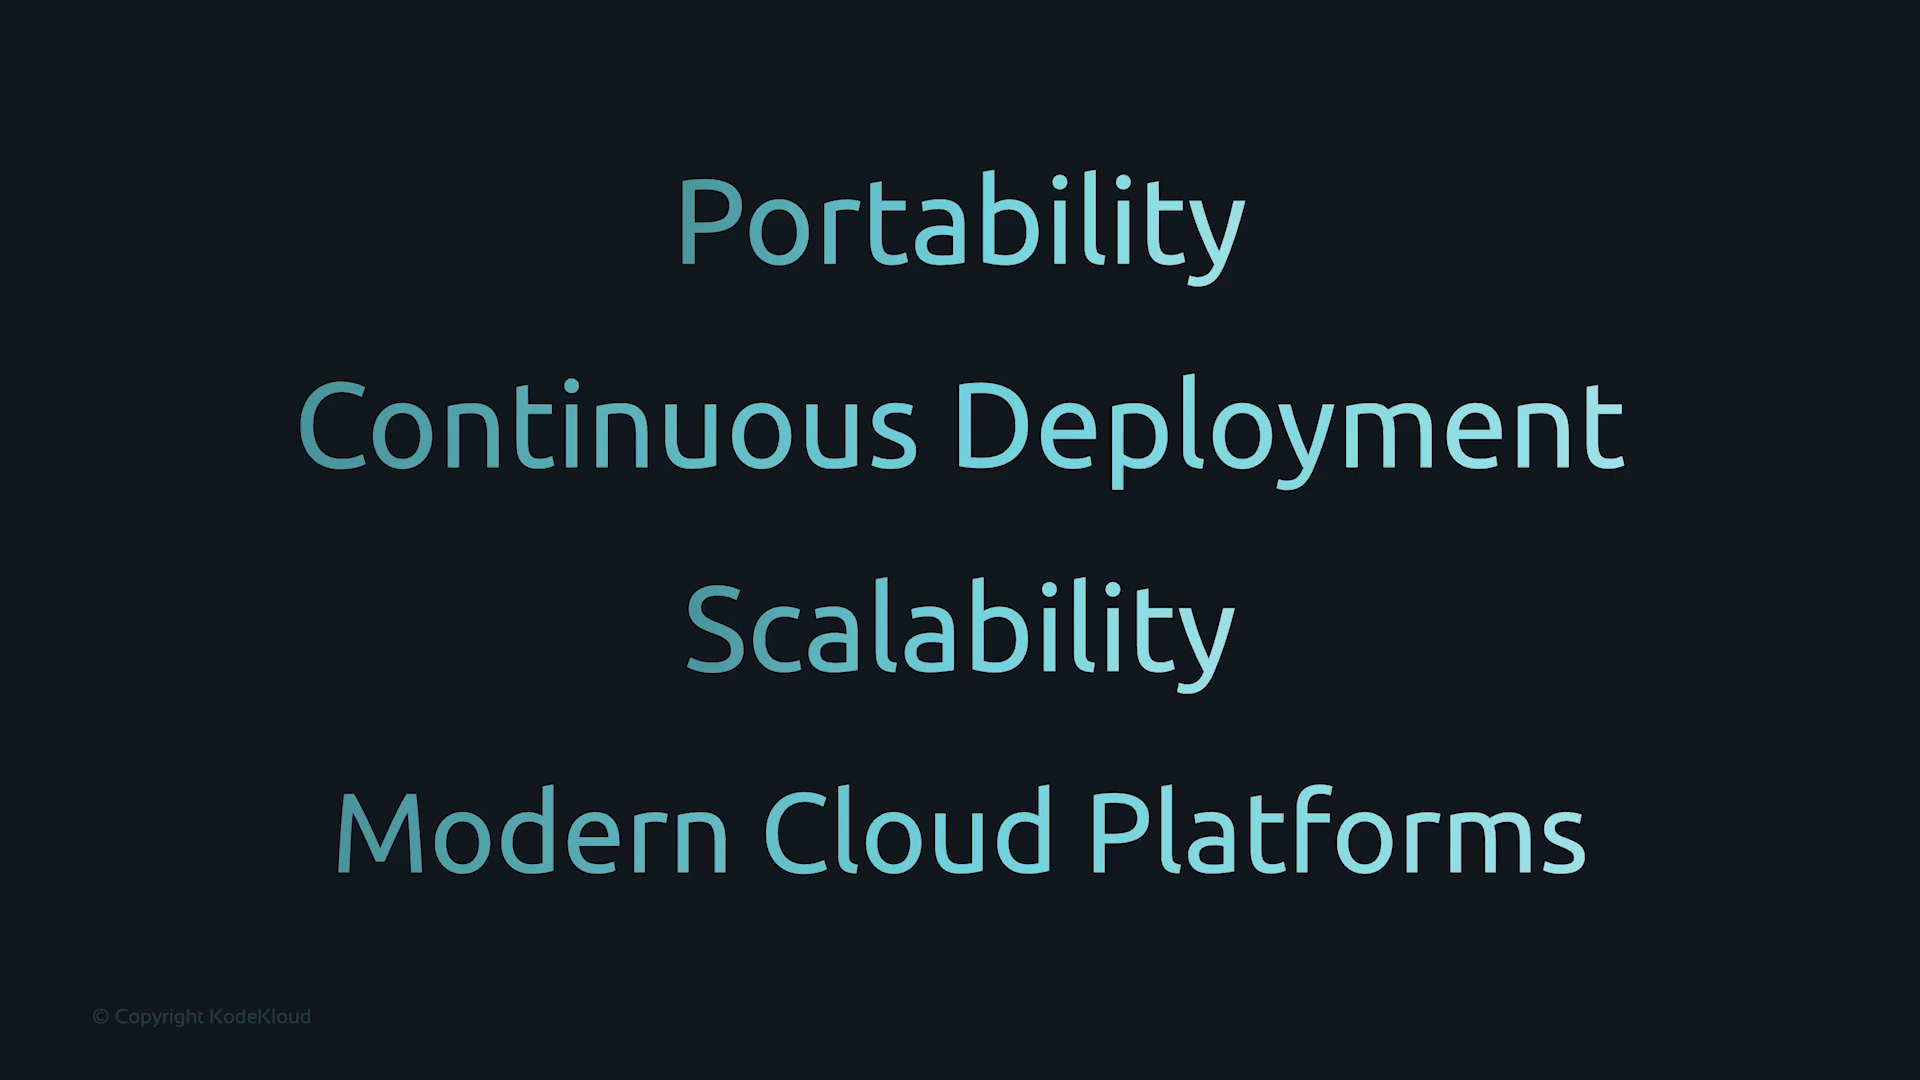 Portability
Continuous Deployment
Scalability
Modern Cloud Platforms
© Copyright KodeKloud